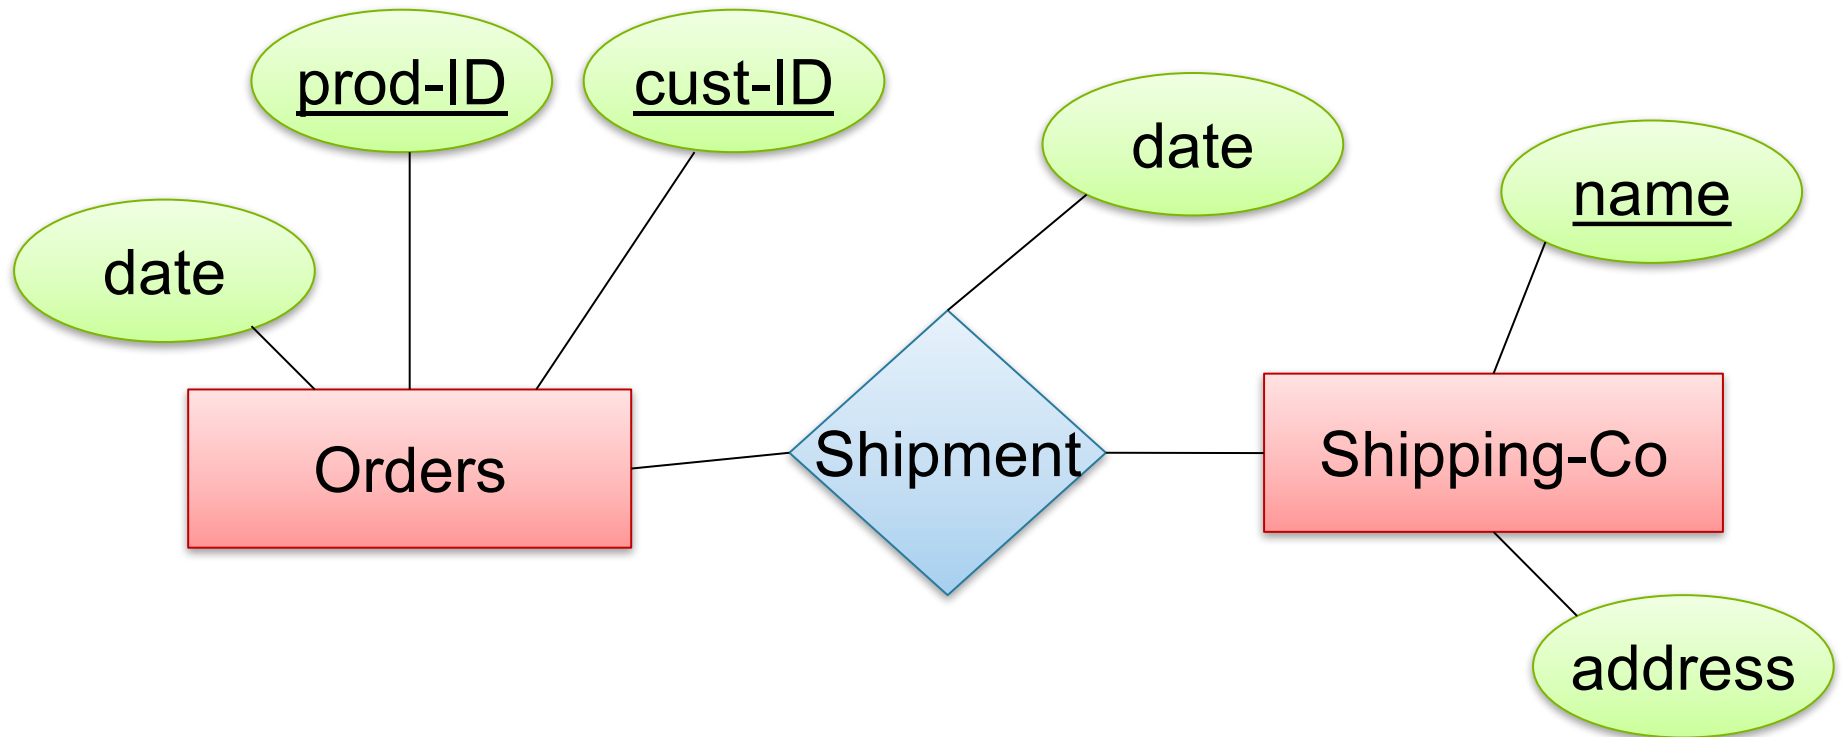 prod-ID
cust-ID
date
name
date
Orders
Shipment
Shipping-Co
address